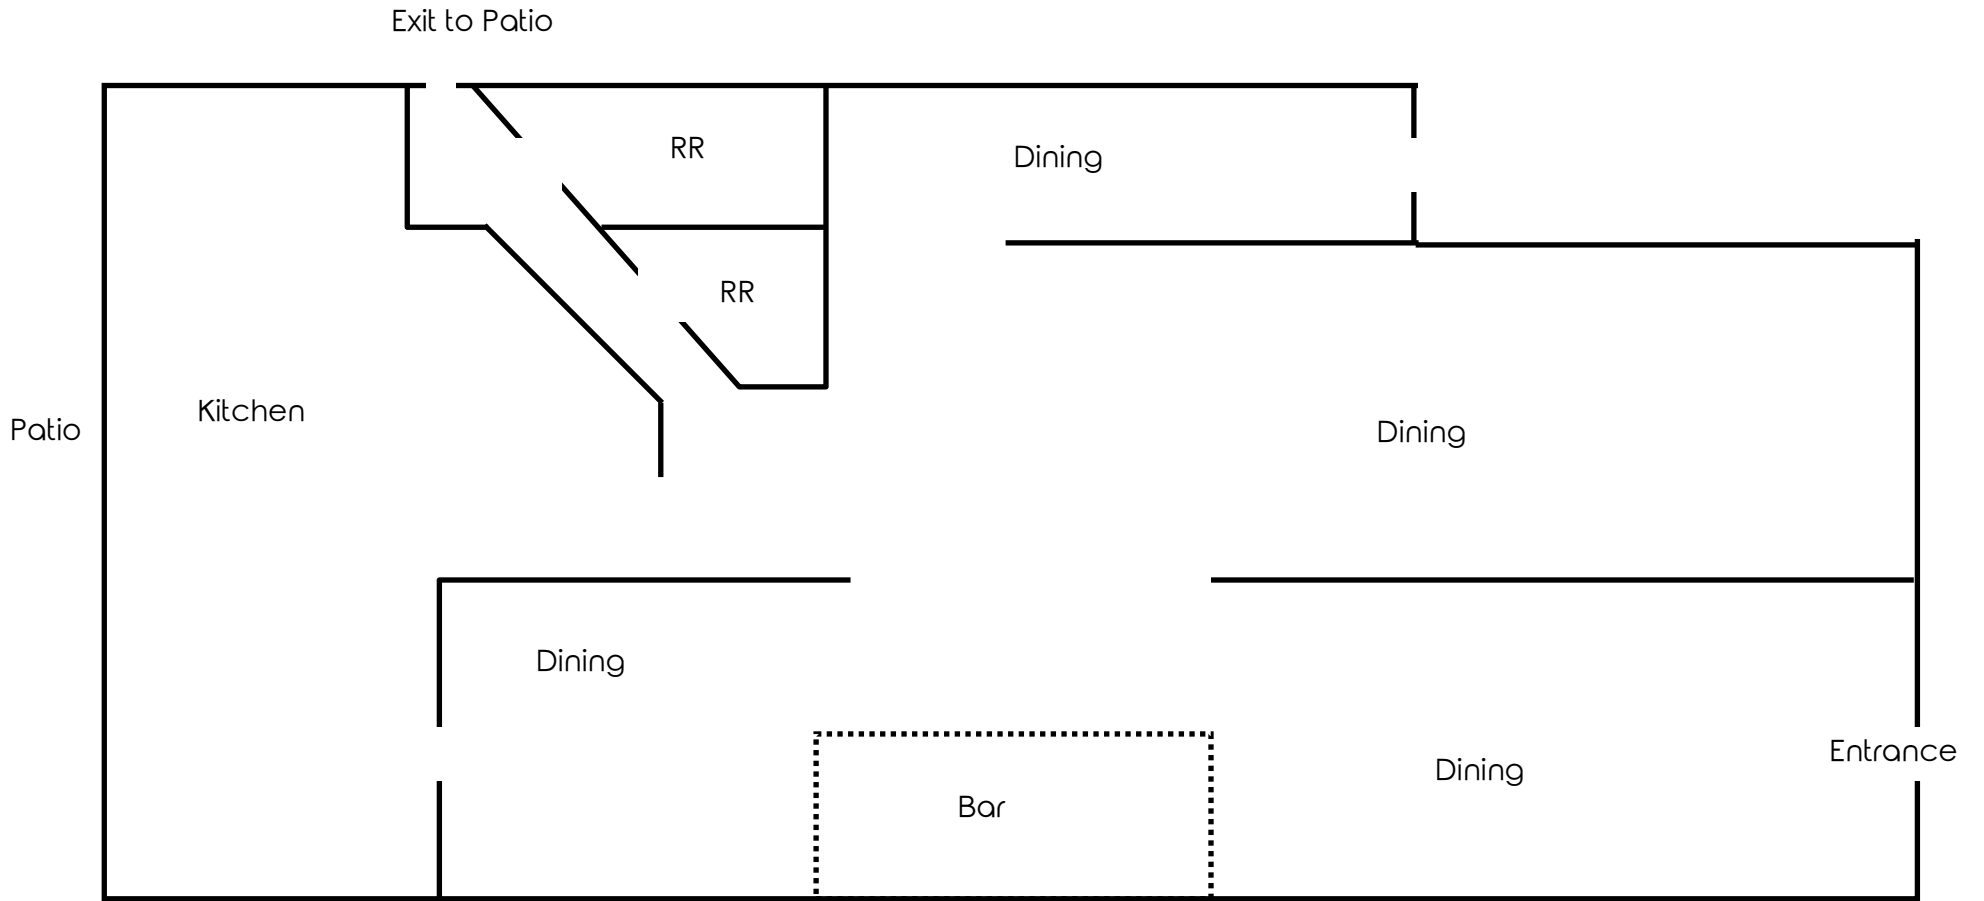 Exit to Patio
RR
Dining
RR
Kitchen
Patio
Dining
Dining
Entrance
Dining
Bar